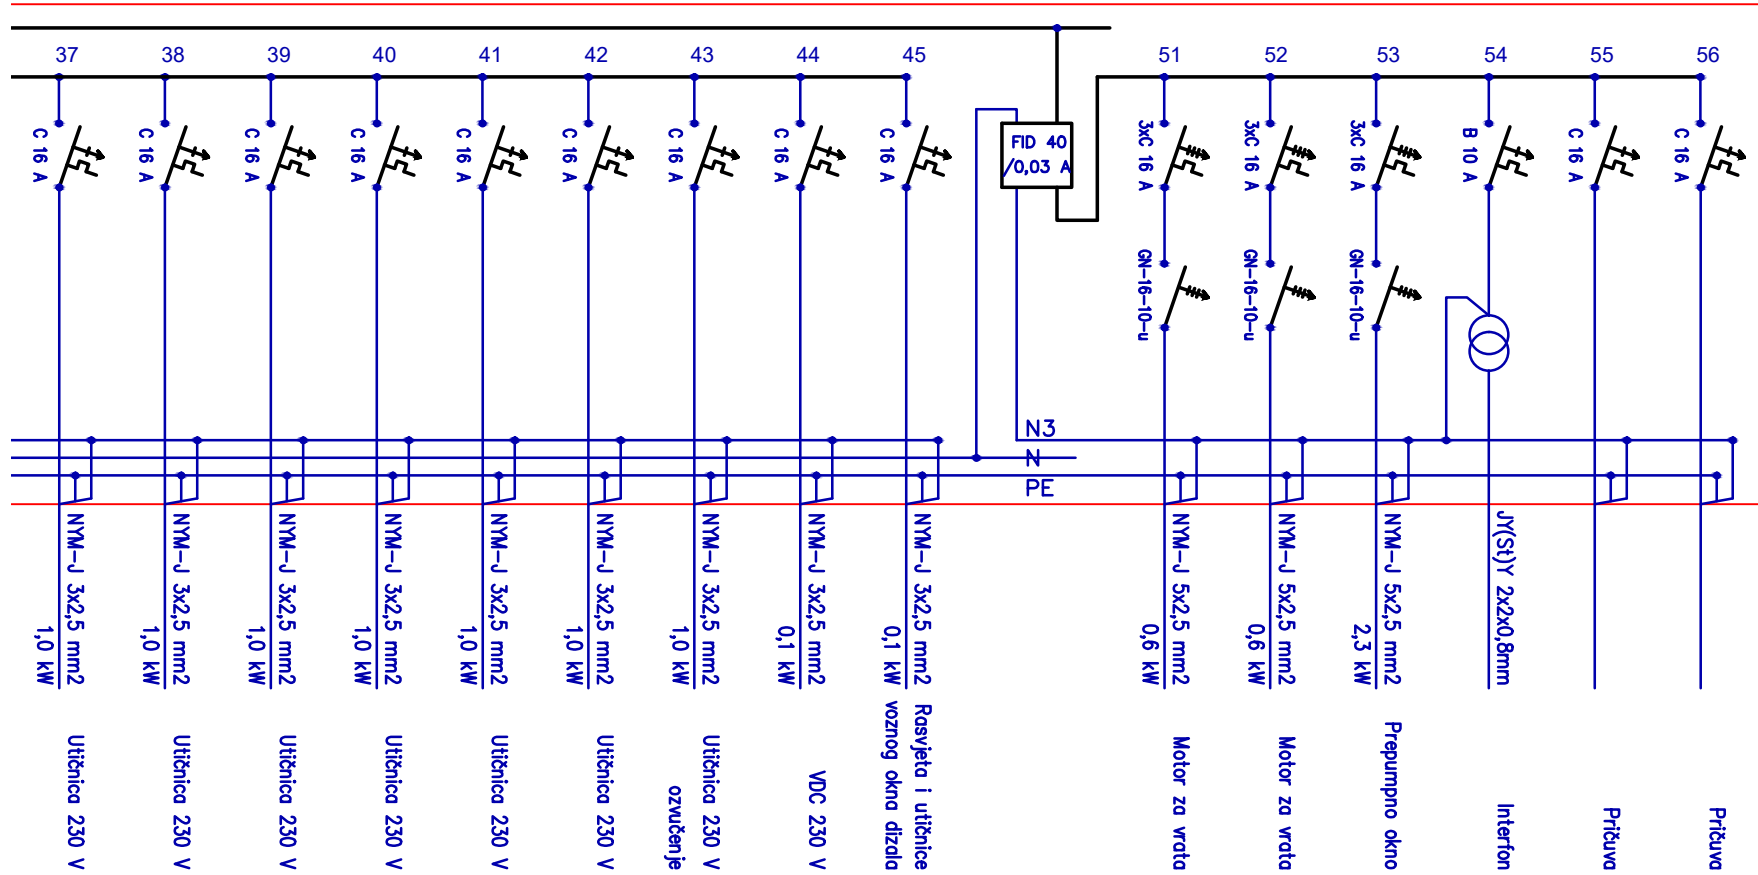 37 38 39 40 41 42 43 44 45 51 52 53 54 55 56
C 16 A
C 16 A
C 16 A
C 16 A
C 16 A
C 16 A
C 16 A
C 16 A
C 16 A
FID 40
/0,03 A
3xC 16 A
3xC 16 A
3xC 16 A
B 10 A
C 16 A
C 16 A
GN-16-10-u
GN-16-10-u
GN-16-10-u
N3
N
PE
NYM-J 3x2,5 mm2
1,0 kW
NYM-J 3x2,5 mm2
1,0 kW
NYM-J 3x2,5 mm2
1,0 kW
NYM-J 3x2,5 mm2
1,0 kW
NYM-J 3x2,5 mm2
1,0 kW
NYM-J 3x2,5 mm2
1,0 kW
NYM-J 3x2,5 mm2
1,0 kW
NYM-J 3x2,5 mm2
0,1 kW
NYM-J 3x2,5 mm2
0,1 kW
NYM-J 5x2,5 mm2
0,6 kW
NYM-J 5x2,5 mm2
0,6 kW
NYM-J 5x2,5 mm2
2,3 kW
JY(St)Y 2x2x0,8mm
Utičnica 230 V
Utičnica 230 V
Utičnica 230 V
Utičnica 230 V
Utičnica 230 V
Utičnica 230 V
Utičnica 230 V
ozvučenje
VDC 230 V
Rasvjeta i utičnice
voznog okna dizala
Motor za vrata
Motor za vrata
Prepumpno okno
Interfon
Pričuva
Pričuva